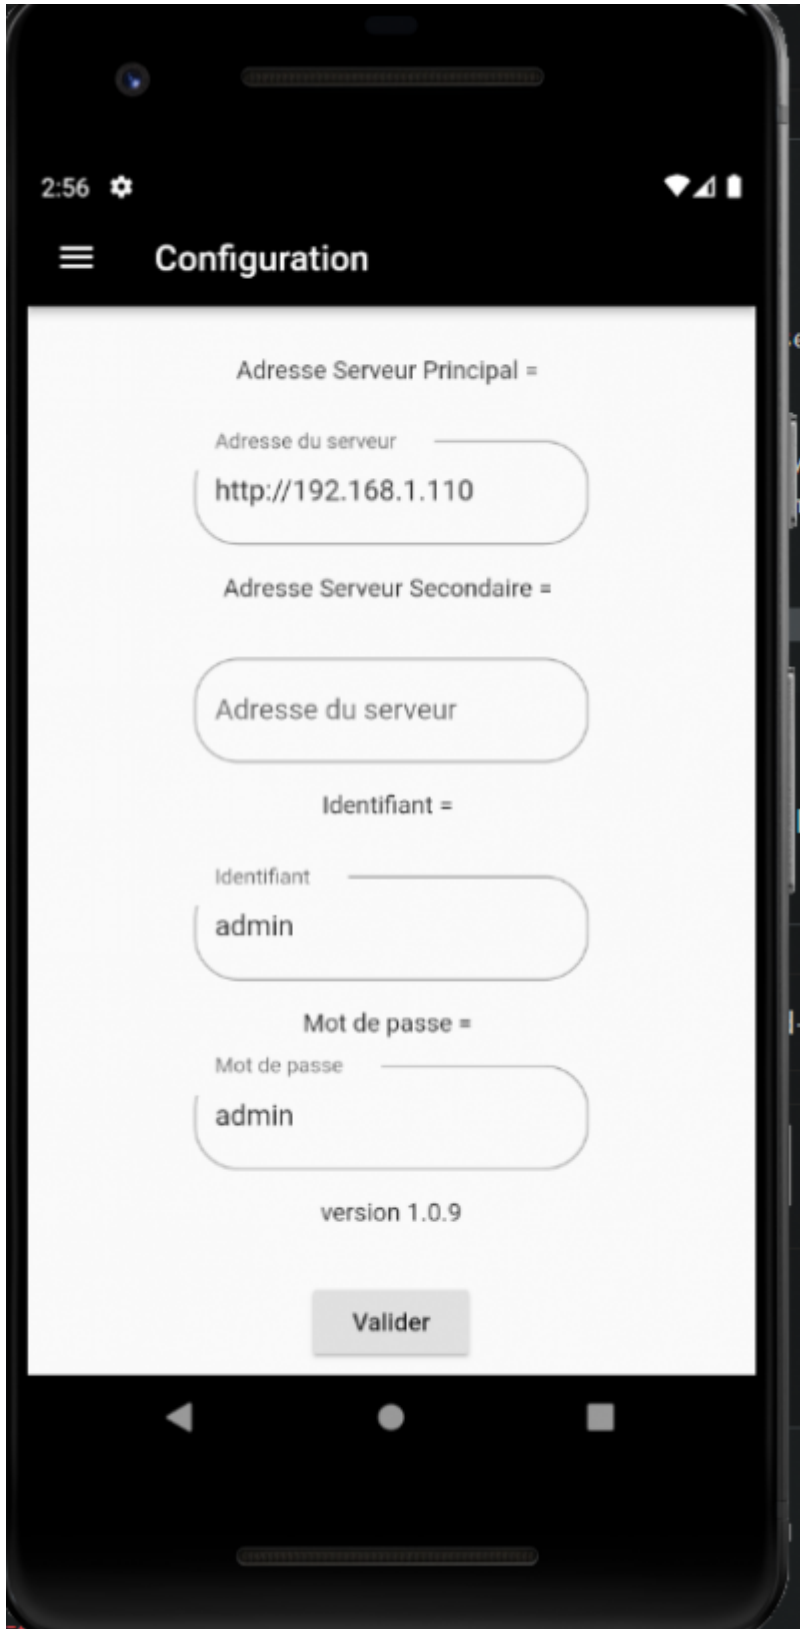 2:56
Configuration
Adresse Serveur Principal =
Adresse du serveur
http://192.168.1.110
Adresse Serveur Secondaire =
Adresse du serveur
Identifiant =
Identifiant
admin
Mot de passe =
Mot de passe
admin
version 1.0.9
Valider